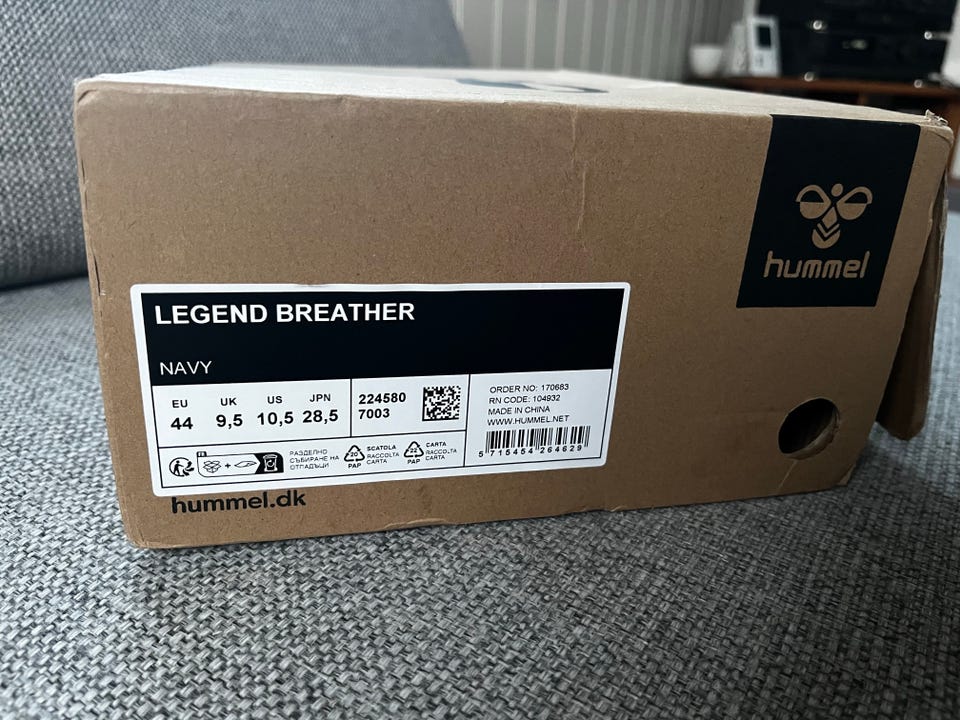 hummel
LEGEND BREATHER
NAVY
EU UK US JPN
44 9,5 10,5 28,5
224580
7003
ORDER NO: 170683
RN CODE: 104932
MADE IN CHINA
WWW.HUMMEL.NET
5 715454 264629
FR
РАЗДЕЛНО
СЪБИРАНЕ НА
ОТПАДЪЦИ
20
PAP
SCATOLA
RACCOLTA
CARTA
22
PAP
CARTA
RACCOLTA
CARTA
hummel.dk